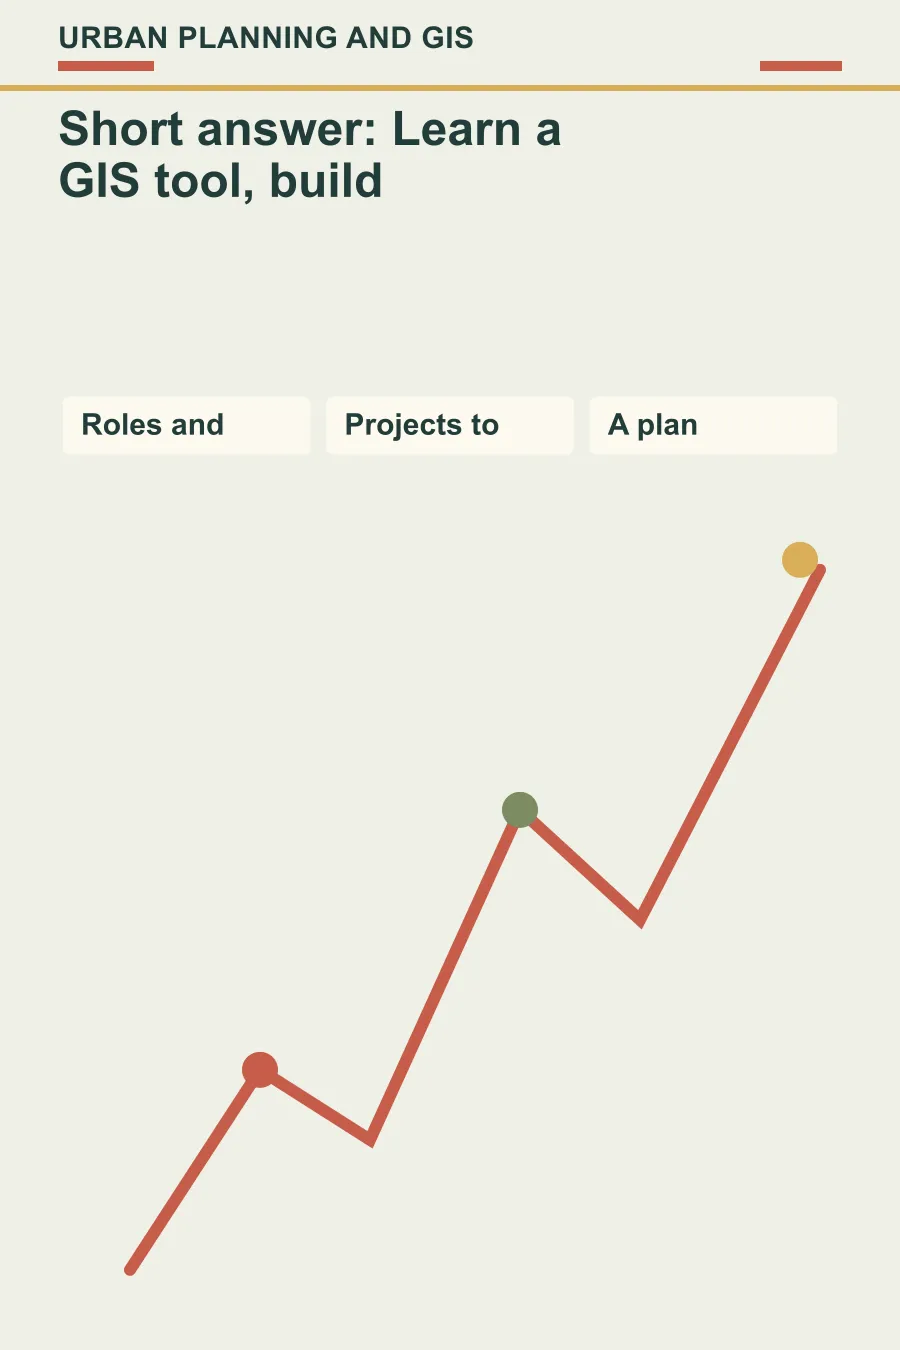 URBAN PLANNING AND GIS
Short answer: Learn a
GIS tool, build
Roles and
Projects to
A plan